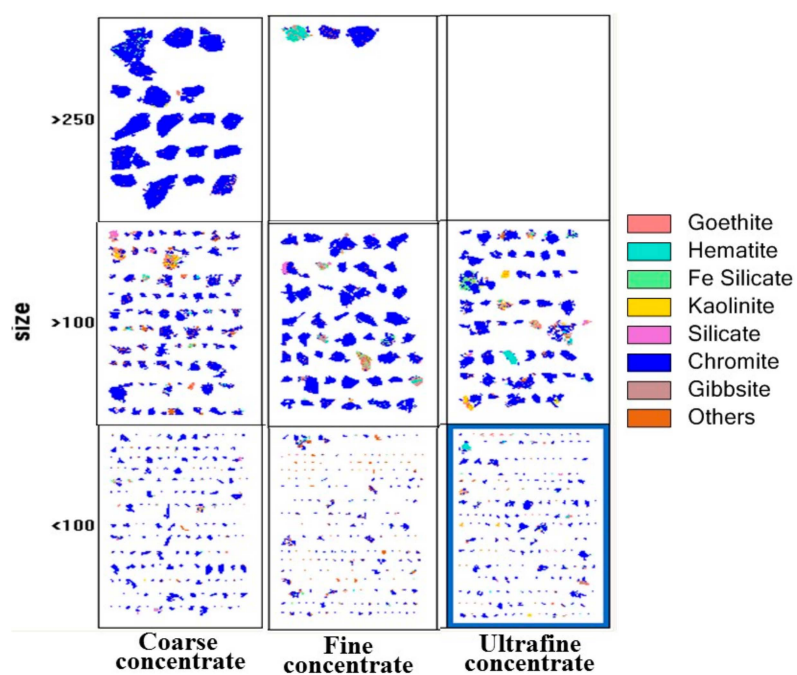 >250
>100
<100
size
Coarse
concentrate
Fine
concentrate
Ultrafine
concentrate
Goethite
Hematite
Fe Silicate
Kaolinite
Silicate
Chromite
Gibbsite
Others